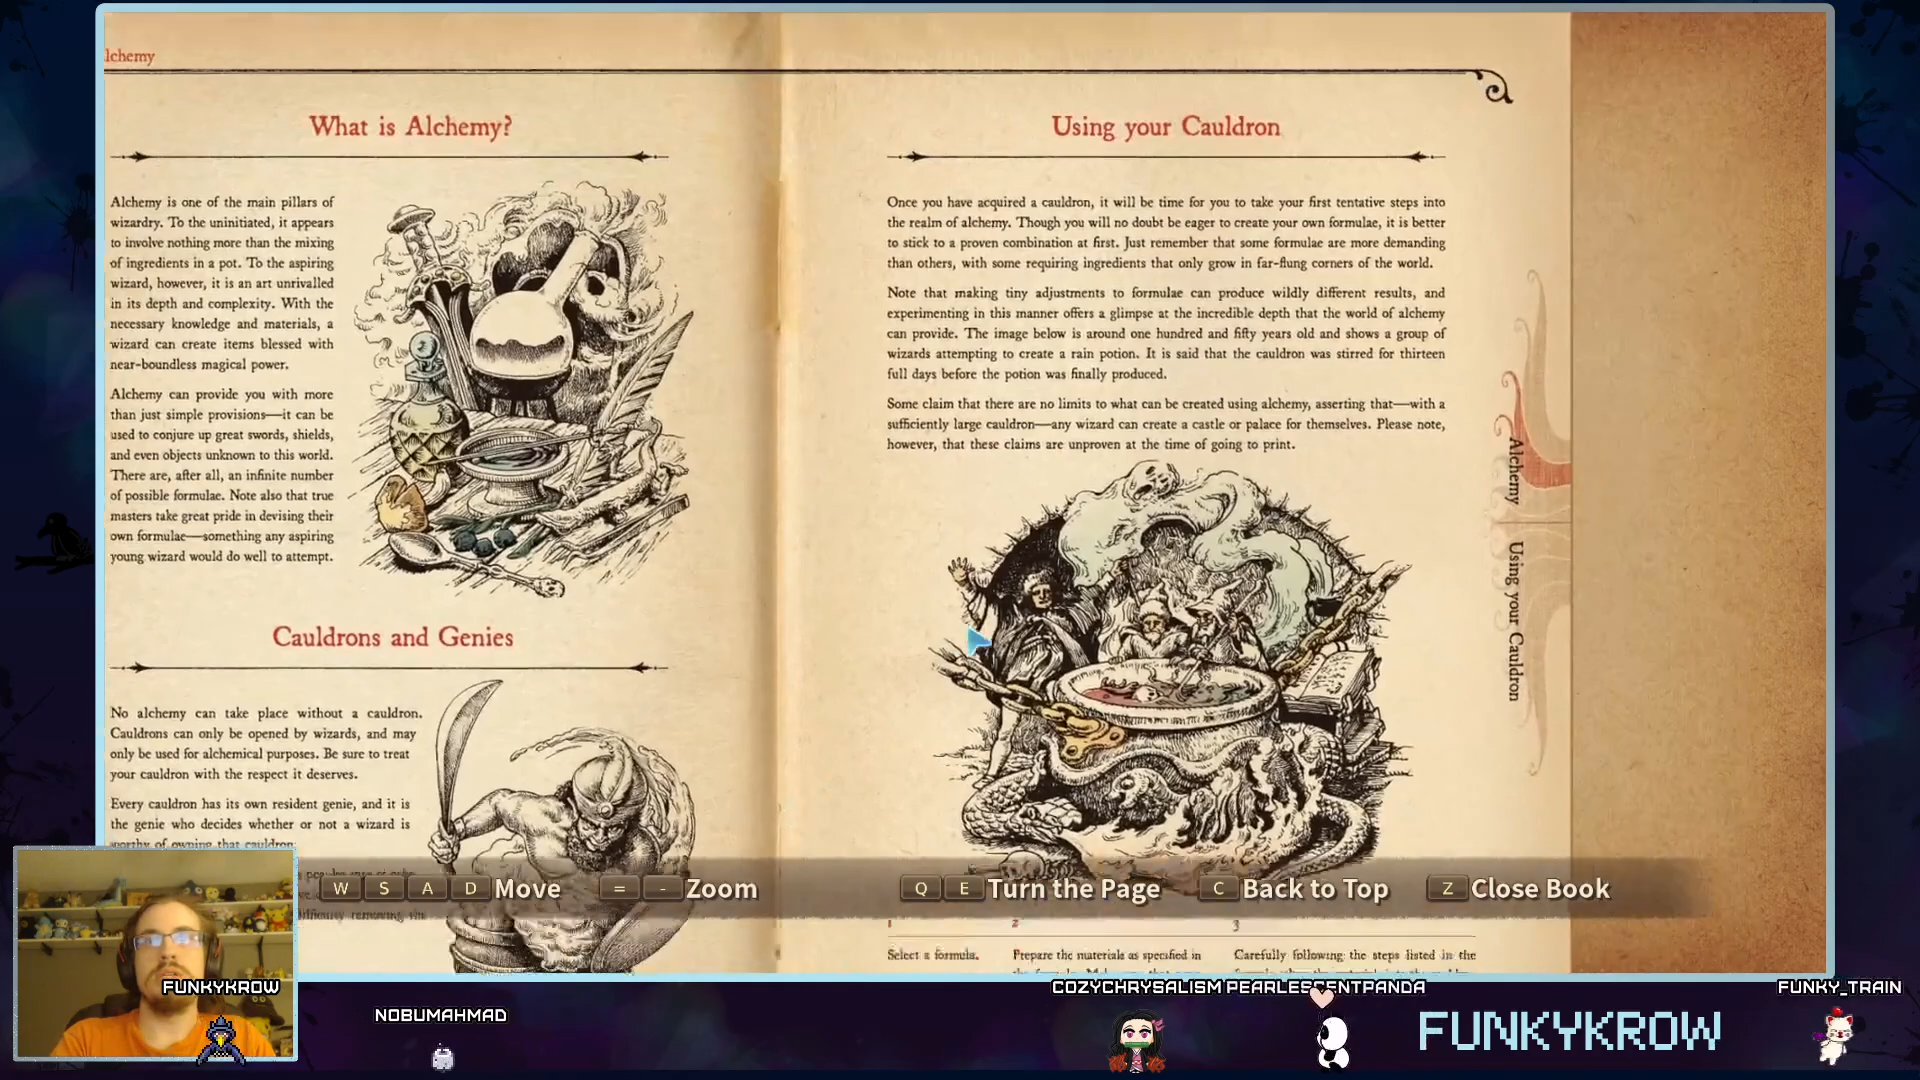 lchemy
What is Alchemy?
Alchemy is one of the main pillars of
wizardry. To the uninitiated, it appears
to involve nothing more than the mixing
of ingredients in a pot. To the aspiring
wizard, however, it is an art unrivalled
in its depth and complexity. With the
necessary knowledge and materials, a
wizard can create items blessed with
near-boundless magical power.
Alchemy can provide you with more
than just simple provisions—it can be
used to conjure up great swords, shields,
and even objects unknown to this world.
There are, after all, an infinite number
of possible formulae. Note also that true
masters take great pride in devising their
own formulae—something any aspiring
young wizard would do well to attempt.
Cauldrons and Genies
No alchemy can take place without a cauldron.
Cauldrons can only be opened by wizards, and may
only be used for alchemical purposes. Be sure to treat
your cauldron with the respect it deserves.
Every cauldron has its own resident genie, and it is
the genie who decides whether or not a wizard is
worthy of owning that cauldron.
Using your Cauldron
Once you have acquired a cauldron, it will be time for you to take your first tentative steps into
the realm of alchemy. Though you will no doubt be eager to create your own formulae, it is better
to stick to a proven combination at first. Just remember that some formulae are more demanding
than others, with some requiring ingredients that only grow in far-flung corners of the world.
Note that making tiny adjustments to formulae can produce wildly different results, and
experimenting in this manner offers a glimpse at the incredible depth that the world of alchemy
can provide. The image below is around one hundred and fifty years old and shows a group of
wizards attempting to create a rain potion. It is said that the cauldron was stirred for thirteen
full days before the potion was finally produced.
Some claim that there are no limits to what can be created using alchemy, asserting that—with a
sufficiently large cauldron—any wizard can create a castle or palace for themselves. Please note,
however, that these claims are unproven at the time of going to print.
Alchemy
Using your Cauldron
W S A D Move = - Zoom Q E Turn the Page C Back to Top Z Close Book
1 2 3
Select a formula. Prepare the materials as specified in Carefully following the steps listed in the
FUNKYKROW
NOBUMAHMAD
COZYCHRYSALISM PEARLESCENTPANDA
FUNKY_TRAIN
FUNKYKROW